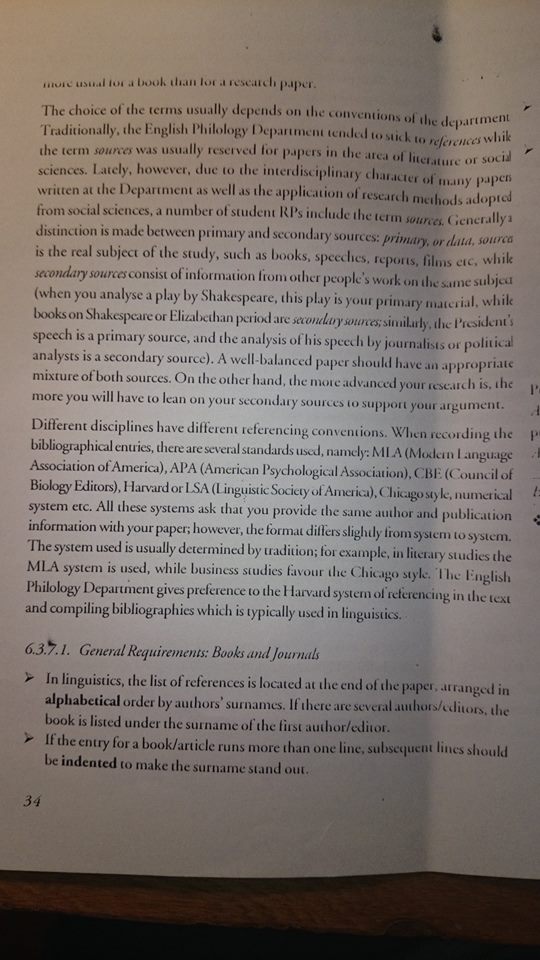 more usual for a book than for a research paper.
The choice of the terms usually depends on the conventions of the department
Traditionally, the English Philology Department tended to stick to references while
the term sources was usually reserved for papers in the area of literature or social
sciences. Lately, however, due to the interdisciplinary character of many papers
written at the Department as well as the application of research methods adopted
from social sciences, a number of student RPs include the term sources. Generally a
distinction is made between primary and secondary sources: primary, or data, sources
is the real subject of the study, such as books, speeches, reports, films etc, while
secondary sources consist of information from other people's work on the same subject
(when you analyse a play by Shakespeare, this play is your primary material, while
books on Shakespeare or Elizabethan period are secondary sources; similarly, the President's
speech is a primary source, and the analysis of his speech by journalists or political
analysts is a secondary source). A well-balanced paper should have an appropriate
mixture of both sources. On the other hand, the more advanced your research is, the
more you will have to lean on your secondary sources to support your argument.
Different disciplines have different referencing conventions. When recording the
bibliographical entries, there are several standards used, namely: MLA (Modern Language
Association of America), APA (American Psychological Association), CBE (Council of
Biology Editors), Harvard or LSA (Linguistic Society of America), Chicago style, numerical
system etc. All these systems ask that you provide the same author and publication
information with your paper; however, the format differs slightly from system to system.
The system used is usually determined by tradition; for example, in literary studies the
MLA system is used, while business studies favour the Chicago style. The English
Philology Department gives preference to the Harvard system of referencing in the text
and compiling bibliographies which is typically used in linguistics.
6.3.7.1. General Requirements: Books and Journals
➢ In linguistics, the list of references is located at the end of the paper, arranged in
alphabetical order by authors' surnames. If there are several authors/editors, the
book is listed under the surname of the first author/editor.
➢ If the entry for a book/article runs more than one line, subsequent lines should
be indented to make the surname stand out.
34